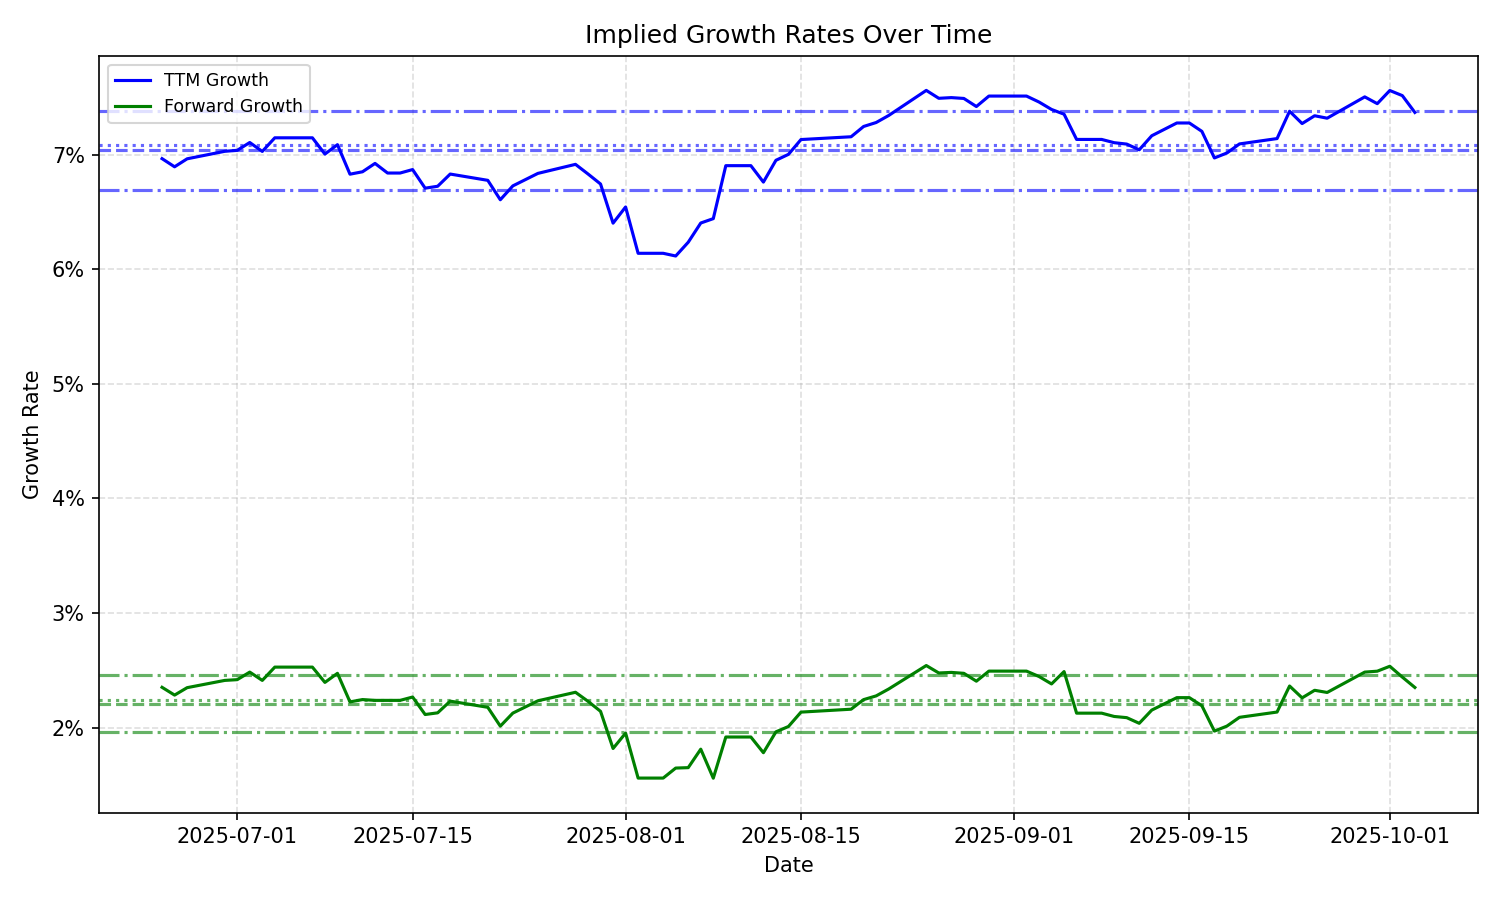 Implied Growth Rates Over Time
TTM Growth
Forward Growth
7%
6%
5%
4%
3%
2%
Growth Rate
2025-07-01
2025-07-15
2025-08-01
2025-08-15
2025-09-01
2025-09-15
2025-10-01
Date